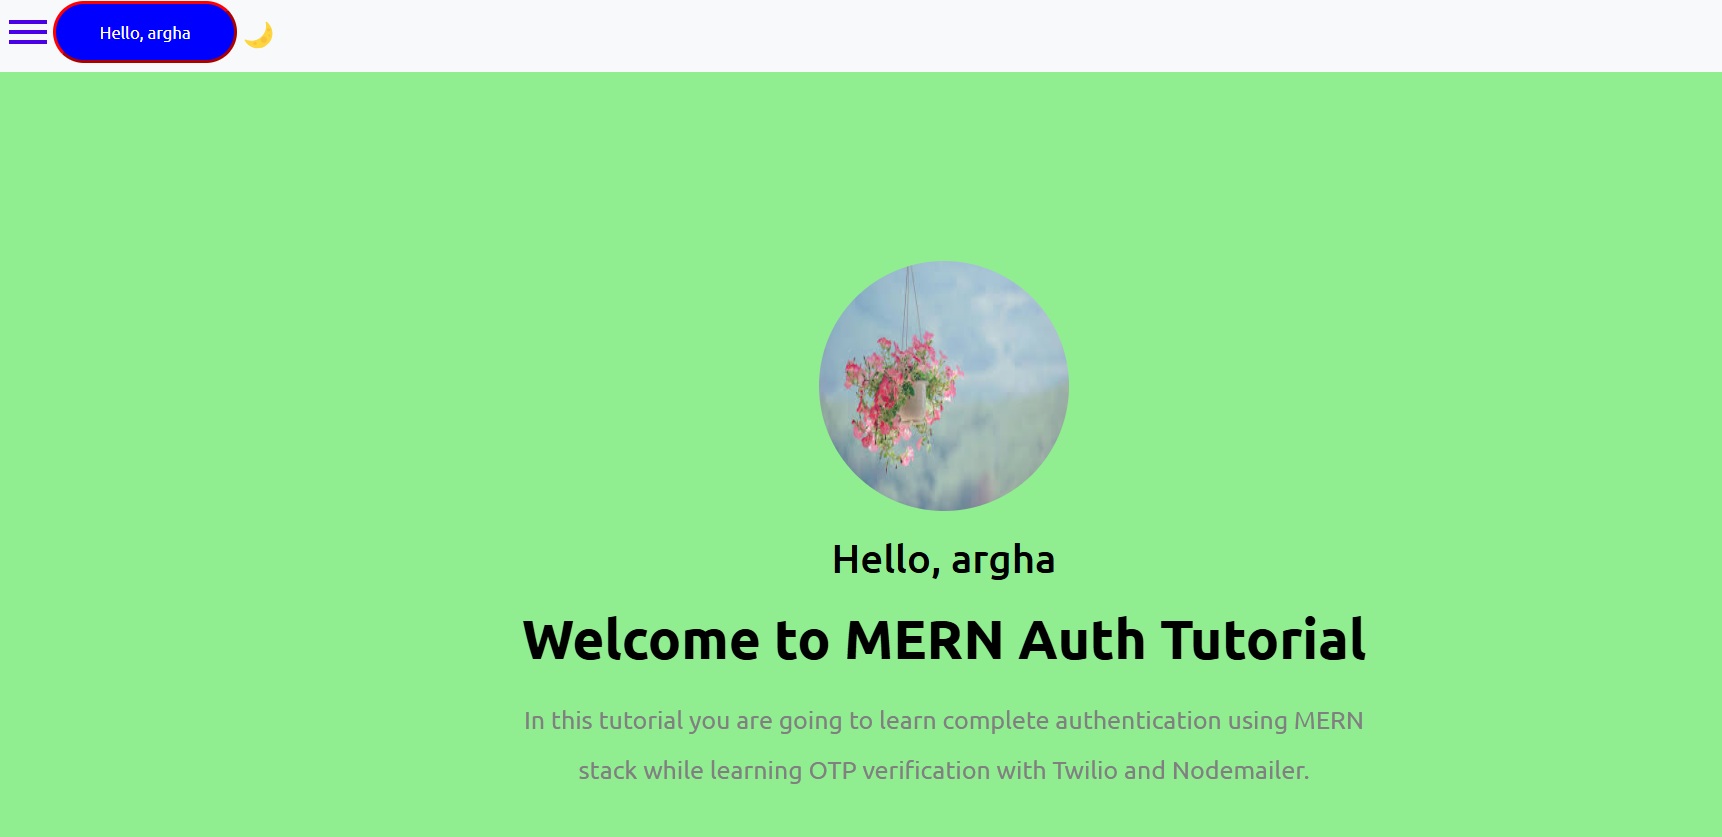 Hello, argha
Hello, argha
Welcome to MERN Auth Tutorial
In this tutorial you are going to learn complete authentication using MERN
stack while learning OTP verification with Twilio and Nodemailer.